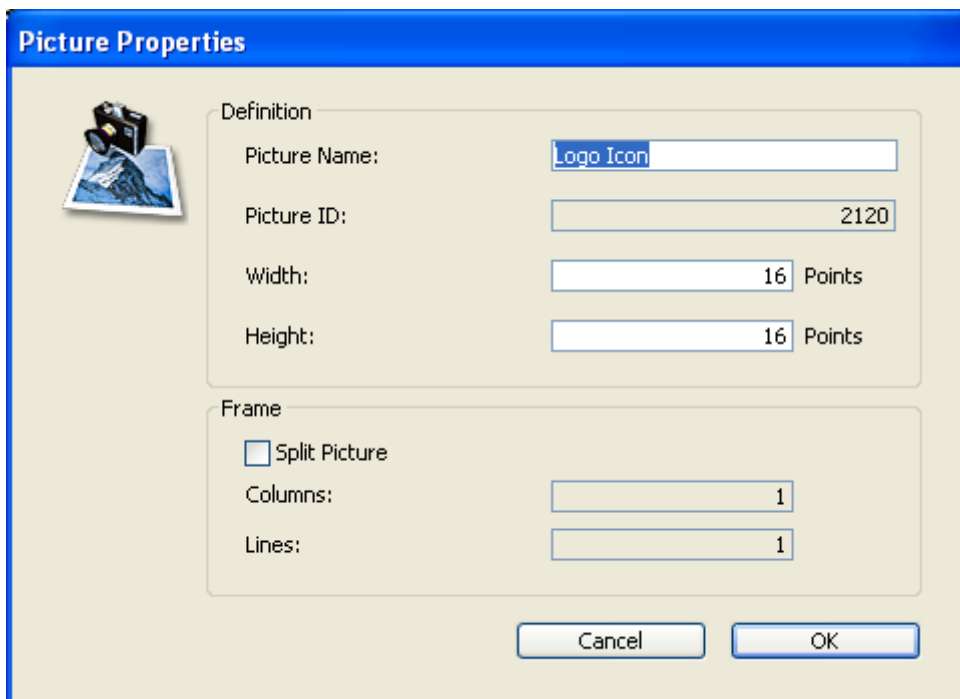 Picture Properties
Definition
Picture Name: Logo Icon
Picture ID: 2120
Width: 16 Points
Height: 16 Points
Frame
Split Picture
Columns: 1
Lines: 1
Cancel OK